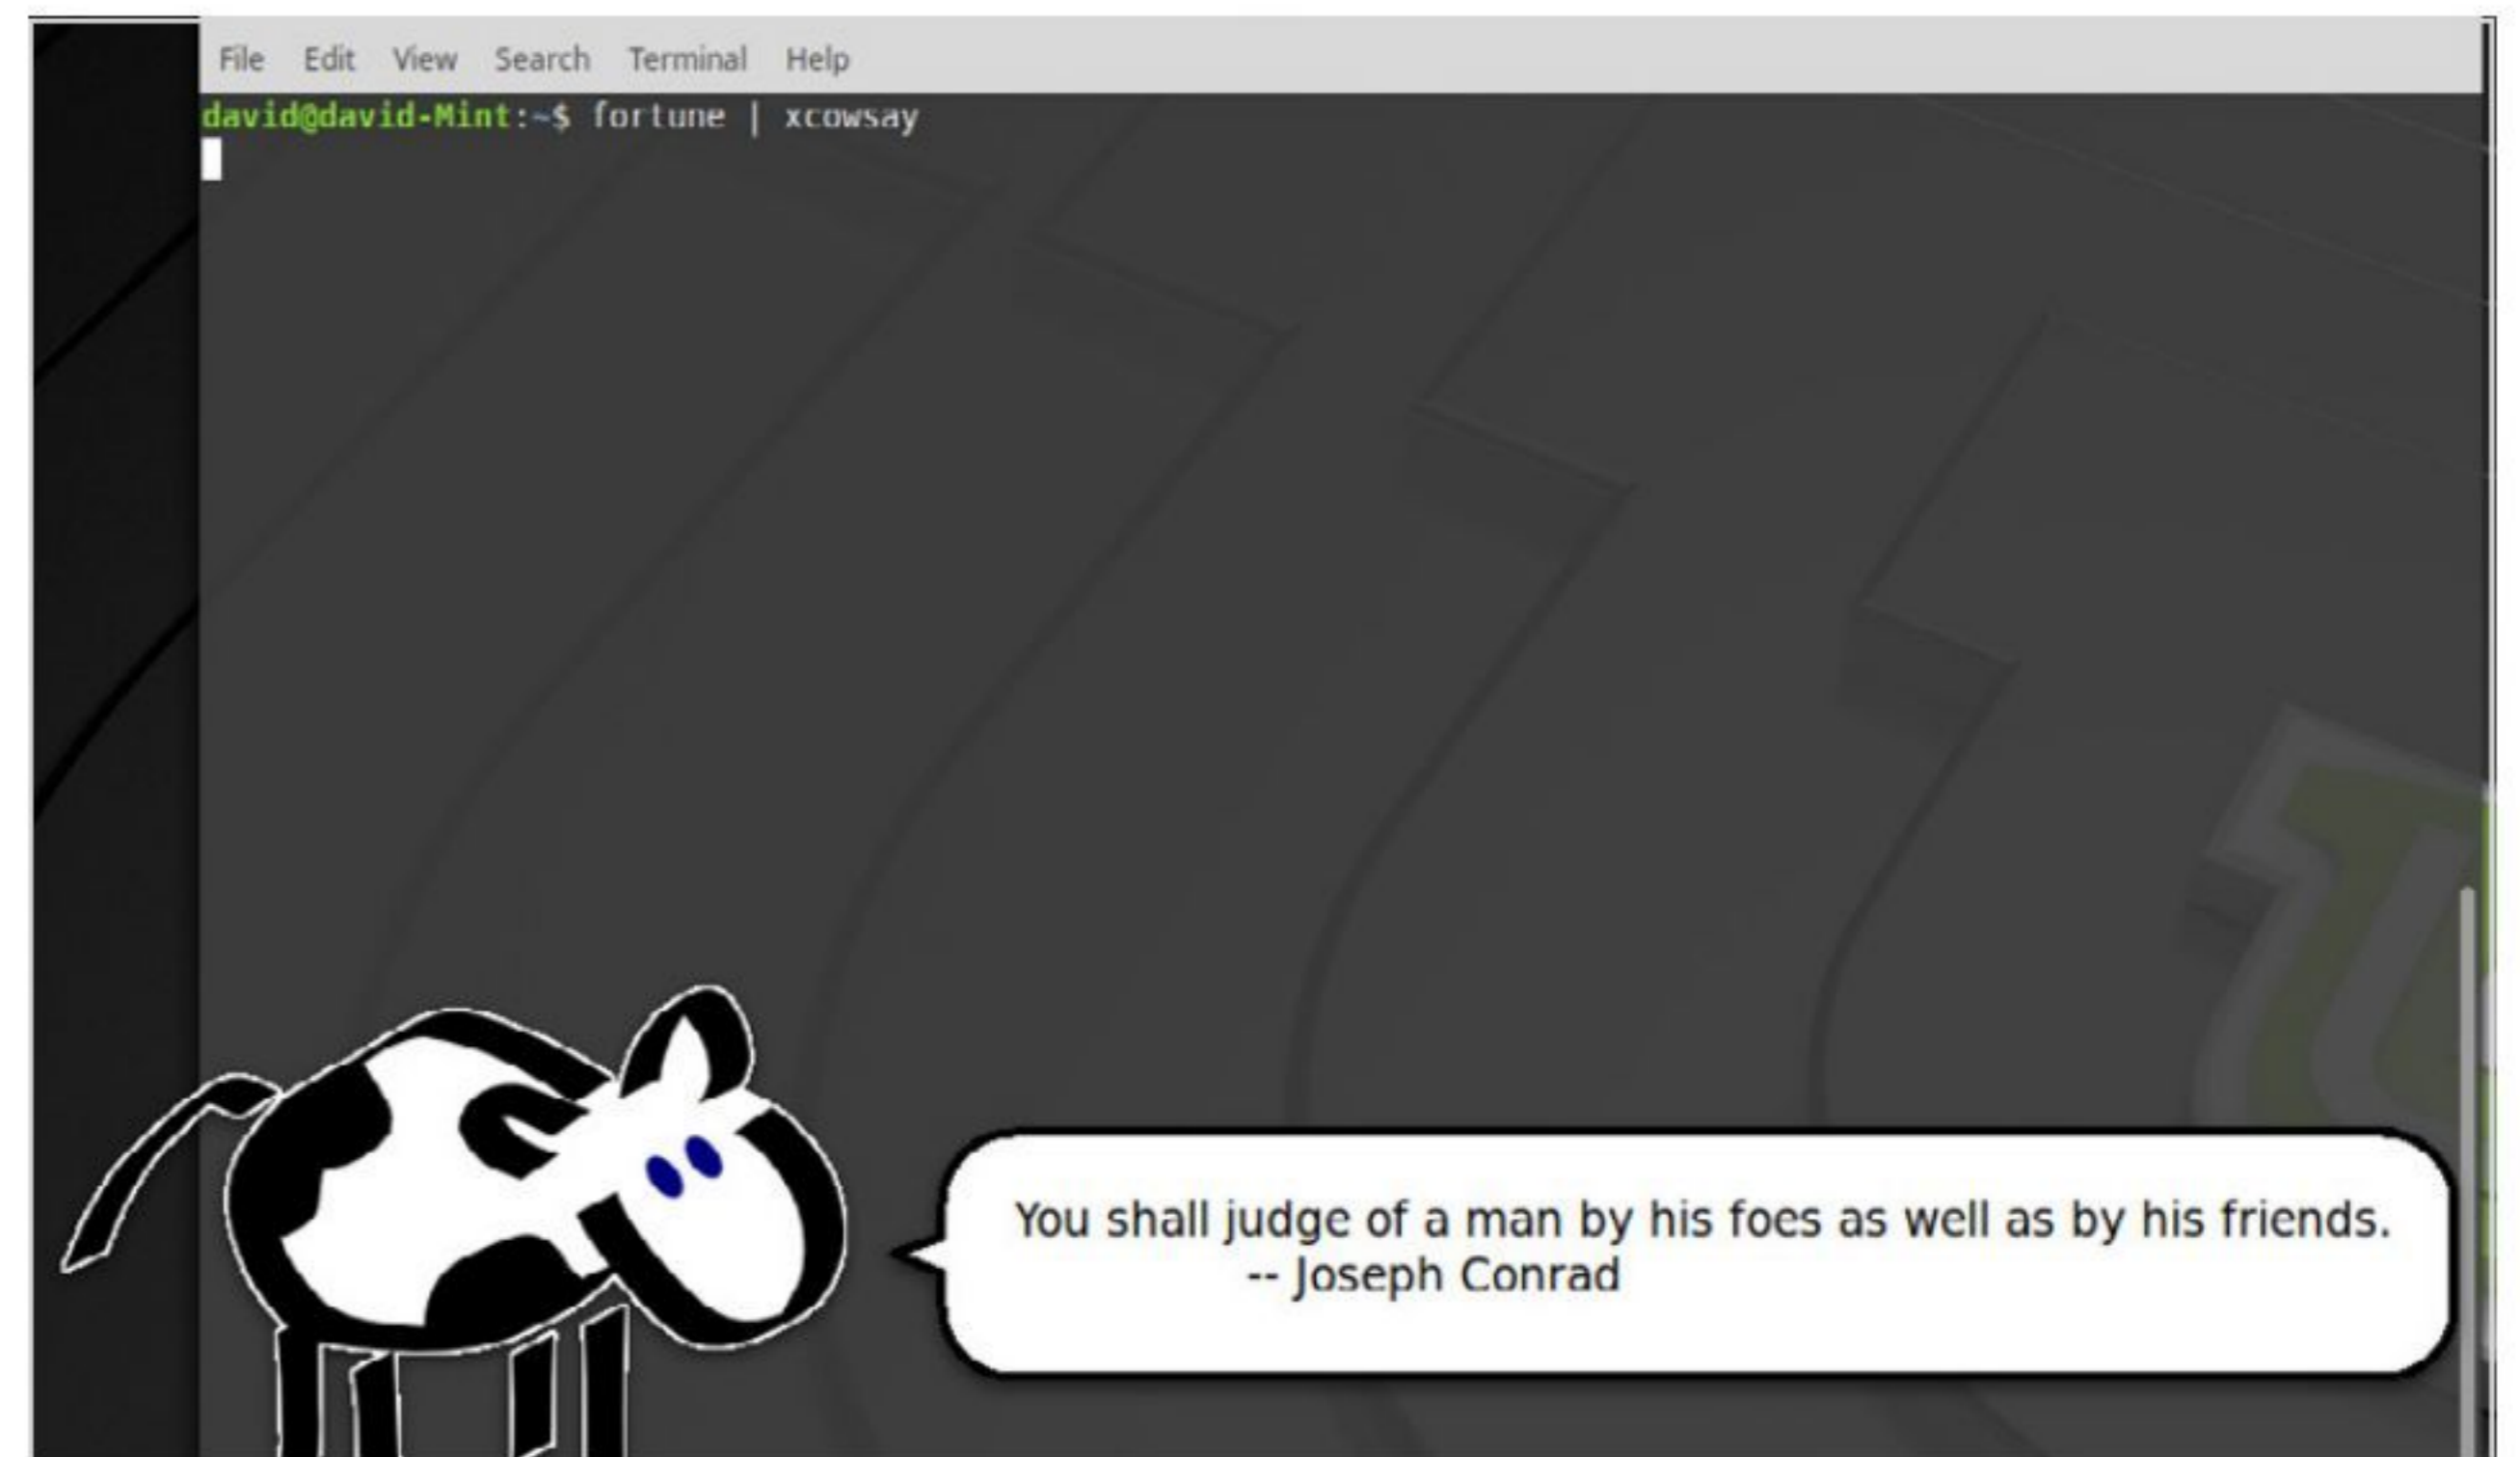 File Edit View Search Terminal Help
david@david-Mint:~$ fortune | xcowsay
You shall judge of a man by his foes as well as by his friends.
-- Joseph Conrad